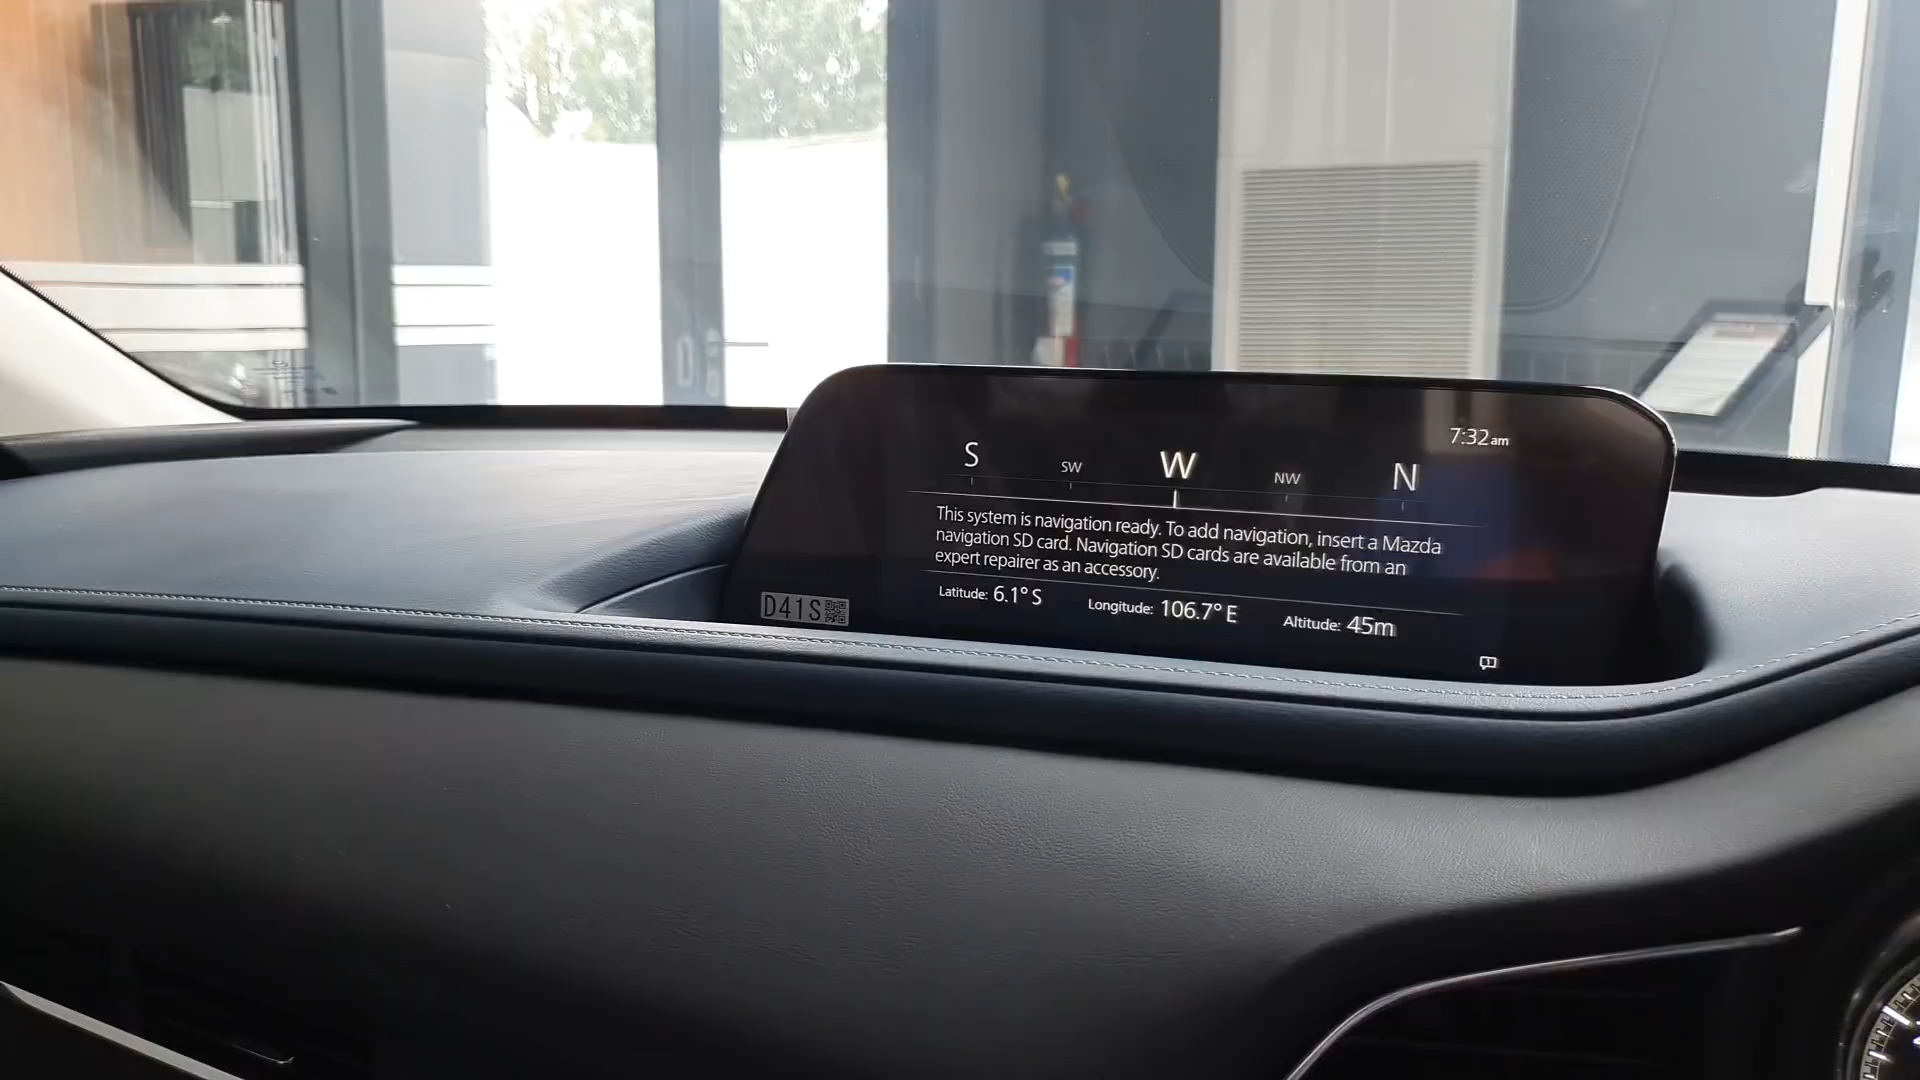 7:32am
S SW W NW N
This system is navigation ready. To add navigation, insert a Mazda
navigation SD card. Navigation SD cards are available from an
expert repairer as an accessory.
Latitude: 6.1° S Longitude: 106.7° E Altitude: 45m
D41S